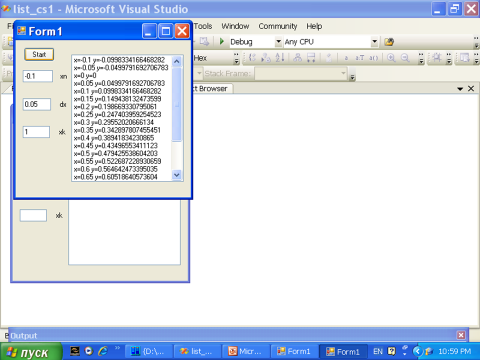 list_cs1 - Microsoft Visual Studio
Form1
Tools Window Community Help
Debug Any CPU
Hex
Stack Frame:
ct Browser
Start
-0.1 xn
0.05 dx
1 xk
x=-0.1 y=-0.0998334166468282
x=-0.05 y=-0.0499791692706783
x=0 y=0
x=0.05 y=0.0499791692706783
x=0.1 y=0.0998334166468282
x=0.15 y=0.149438132473599
x=0.2 y=0.198669330795061
x=0.25 y=0.247403959254523
x=0.3 y=0.29552020666134
x=0.35 y=0.342897807455451
x=0.4 y=0.38941834230865
x=0.45 y=0.43496553411123
x=0.5 y=0.479425538604203
x=0.55 y=0.522687228930659
x=0.6 y=0.564642473395035
x=0.65 y=0.60518640573604
xk
Output
пуск
(D:\...
list_...
Micr...
Form1
Form1
EN
10:59 PM